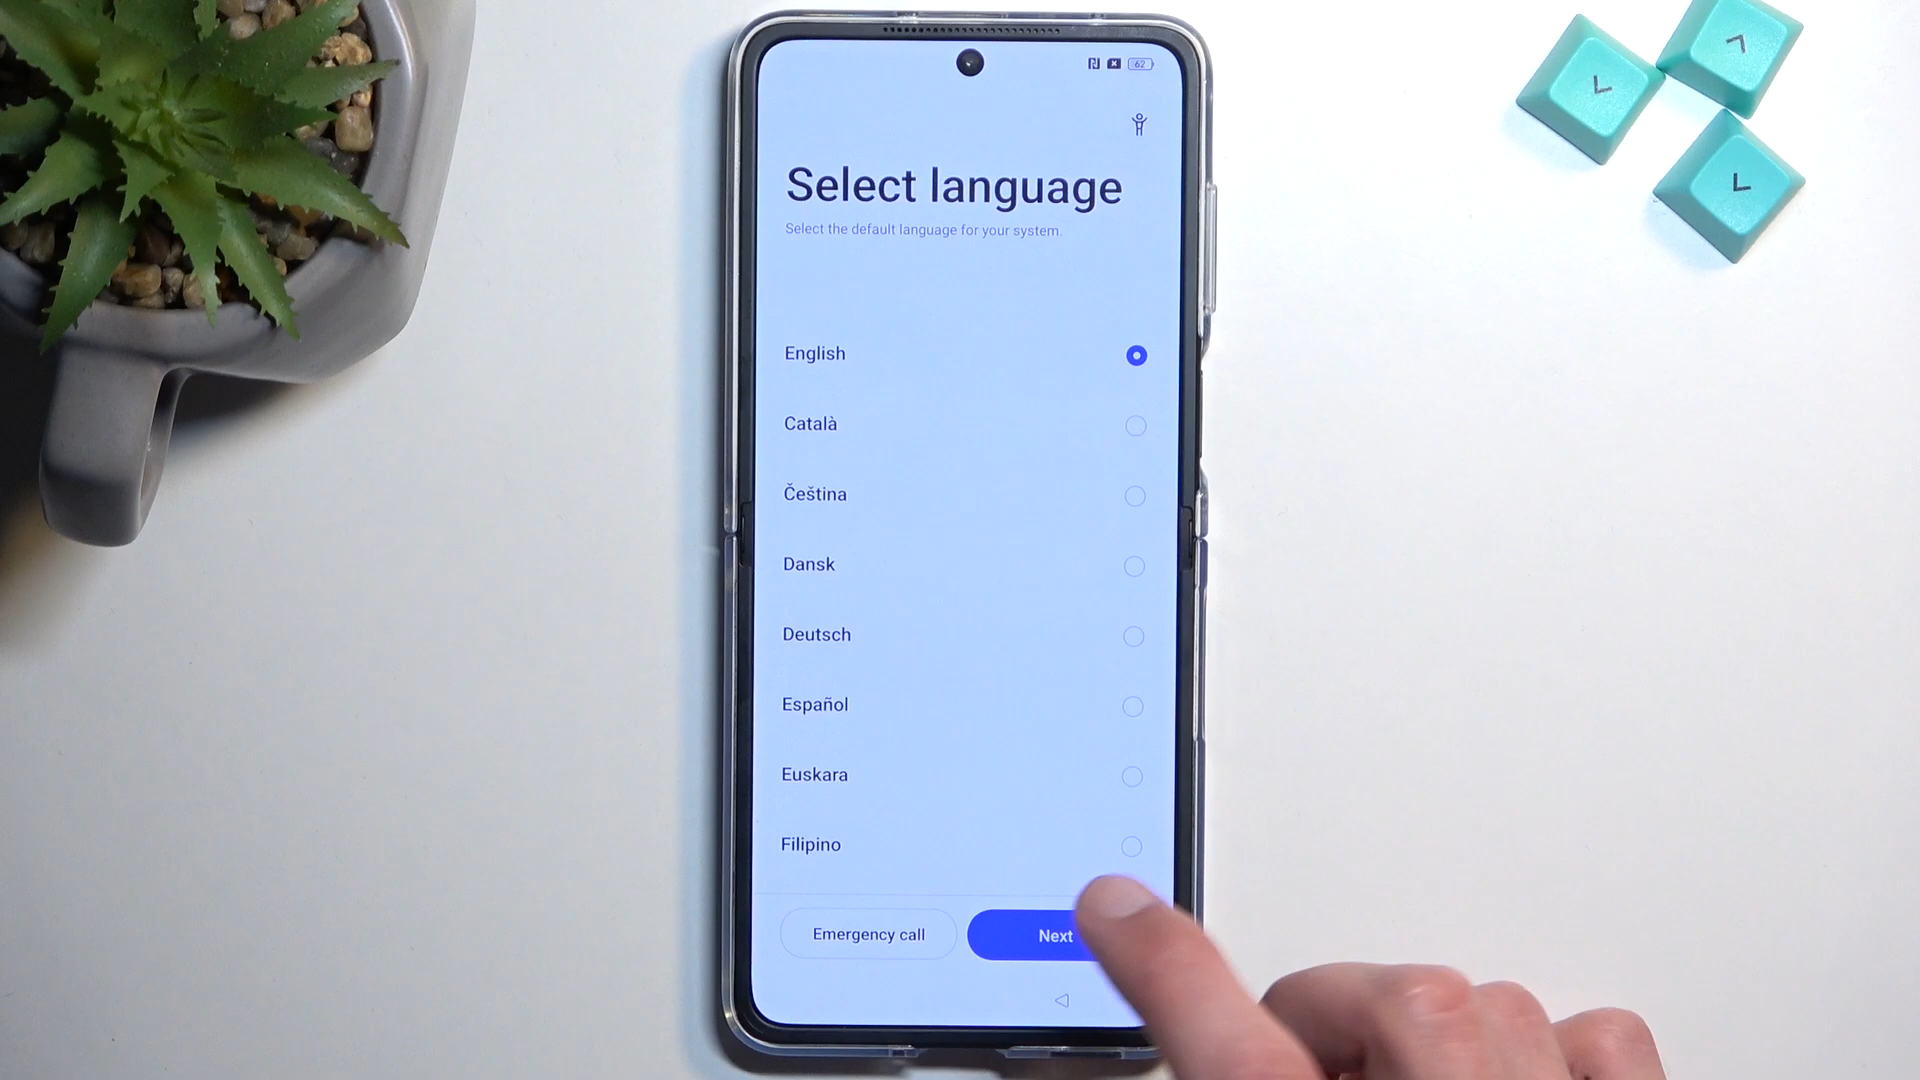 62
Select language
Select the default language for your system.
English
Català
Čeština
Dansk
Deutsch
Español
Euskara
Filipino
Emergency call
Next